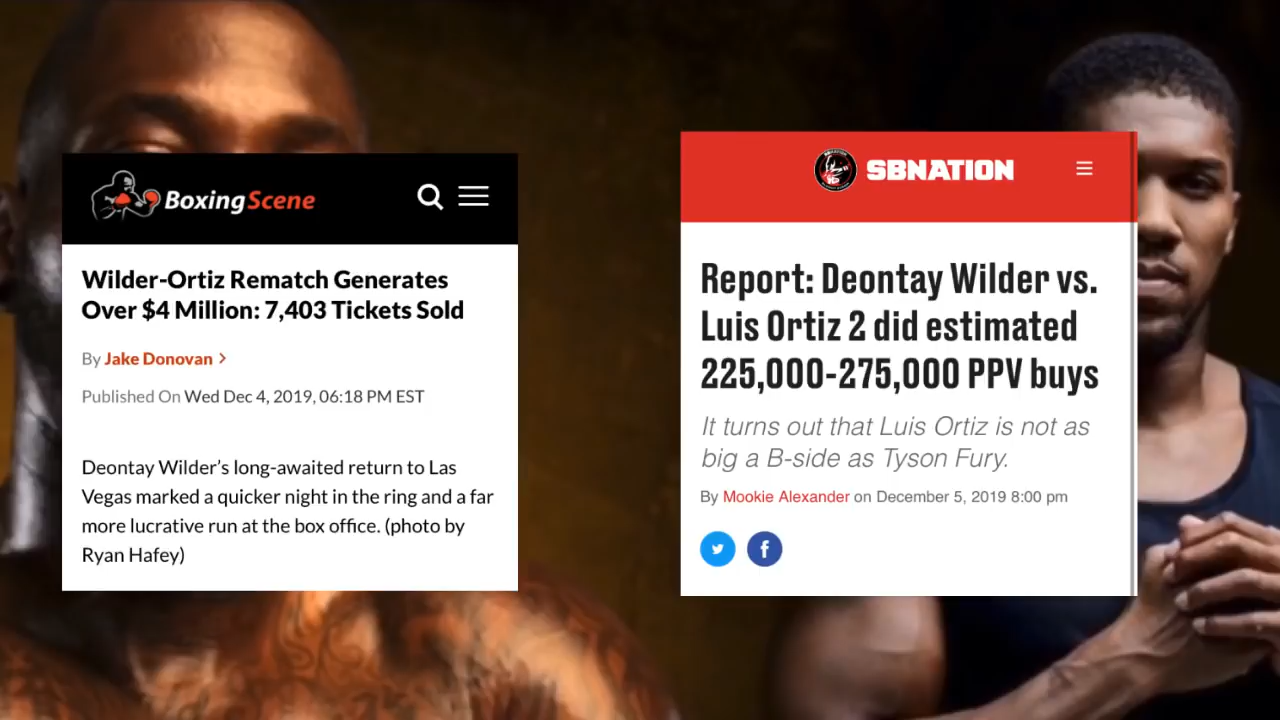 BoxingScene
Wilder-Ortiz Rematch Generates
Over $4 Million: 7,403 Tickets Sold
By Jake Donovan >
Published On Wed Dec 4, 2019, 06:18 PM EST
Deontay Wilder's long-awaited return to Las
Vegas marked a quicker night in the ring and a far
more lucrative run at the box office. (photo by
Ryan Hafey)
SBNATION
Report: Deontay Wilder vs.
Luis Ortiz 2 did estimated
225,000-275,000 PPV buys
It turns out that Luis Ortiz is not as
big a B-side as Tyson Fury.
By Mookie Alexander on December 5, 2019 8:00 pm